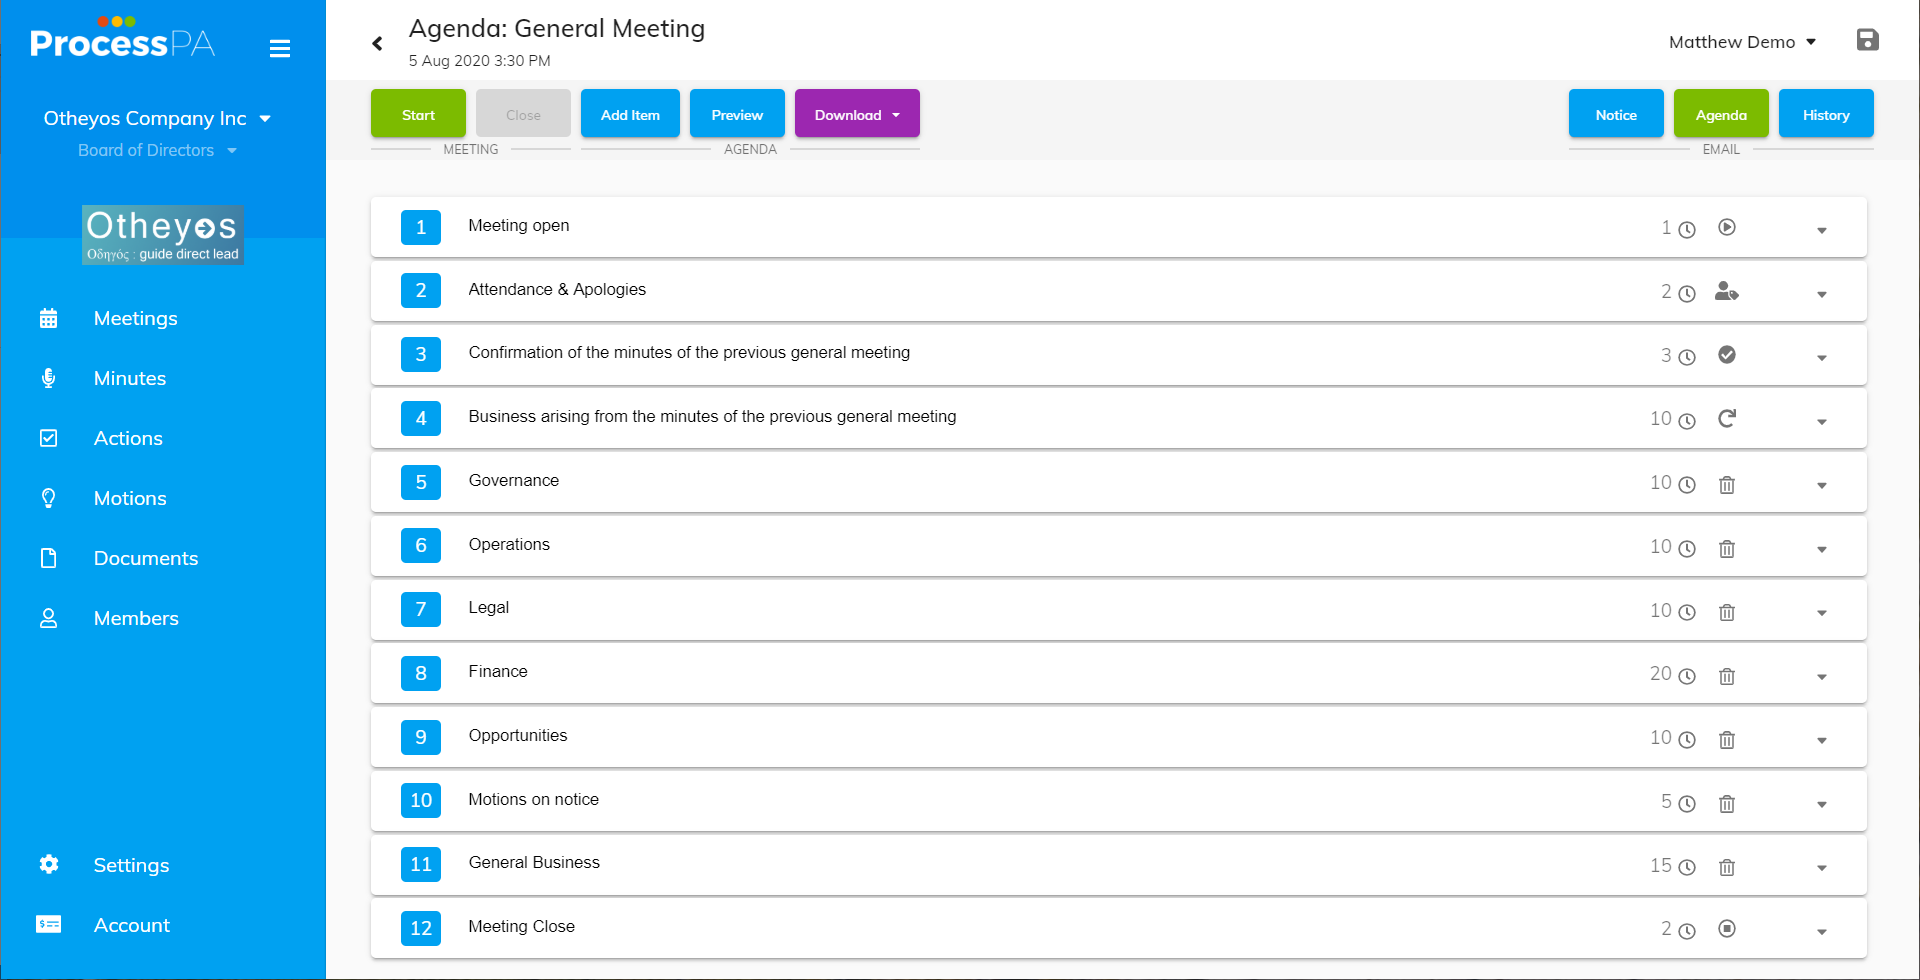 ProcessPA
Agenda: General Meeting
5 Aug 2020 3:30 PM
Matthew Demo
Otheyos Company Inc
Board of Directors
Otheyos
Οδηγός : guide direct lead
Meetings
Minutes
Actions
Motions
Documents
Members
Settings
Account
Start
Close
Add Item
Preview
Download
Notice
Agenda
History
MEETING
AGENDA
EMAIL
1 Meeting open 1
2 Attendance & Apologies 2
3 Confirmation of the minutes of the previous general meeting 3
4 Business arising from the minutes of the previous general meeting 10
5 Governance 10
6 Operations 10
7 Legal 10
8 Finance 20
9 Opportunities 10
10 Motions on notice 5
11 General Business 15
12 Meeting Close 2